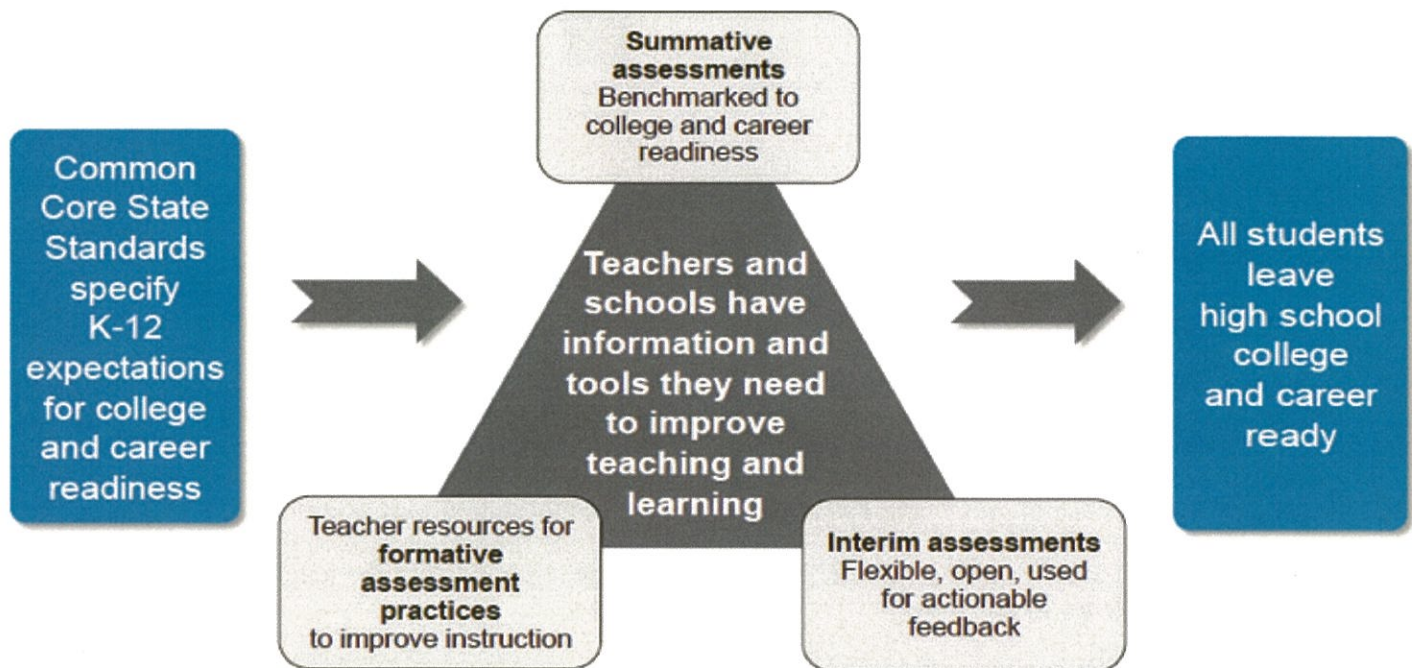 Summative
assessments
Benchmarked to
college and career
readiness
Common
Core State
Standards
specify
K-12
expectations
for college
and career
readiness
Teachers and
schools have
information and
tools they need
to improve
teaching and
learning
All students
leave
high school
college
and career
ready
Teacher resources for
formative
assessment
practices
to improve instruction
Interim assessments
Flexible, open, used
for actionable
feedback